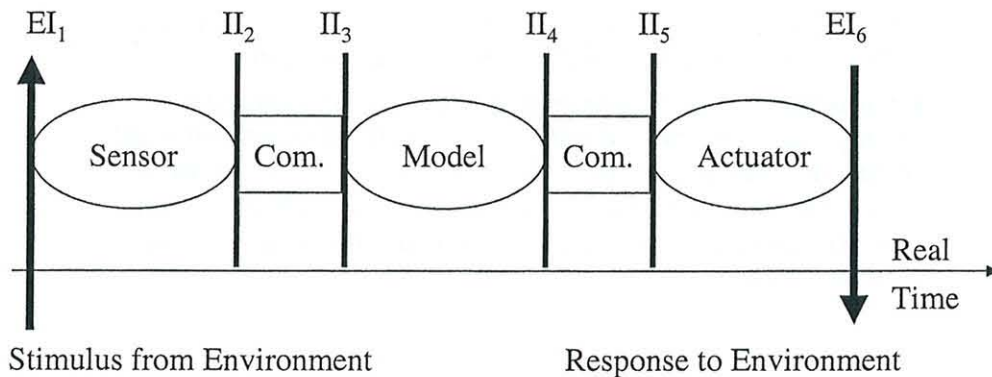 EI₁ II₂ II₃ II₄ II₅ EI₆
Sensor Com. Model Com. Actuator
Real
Time
Stimulus from Environment Response to Environment